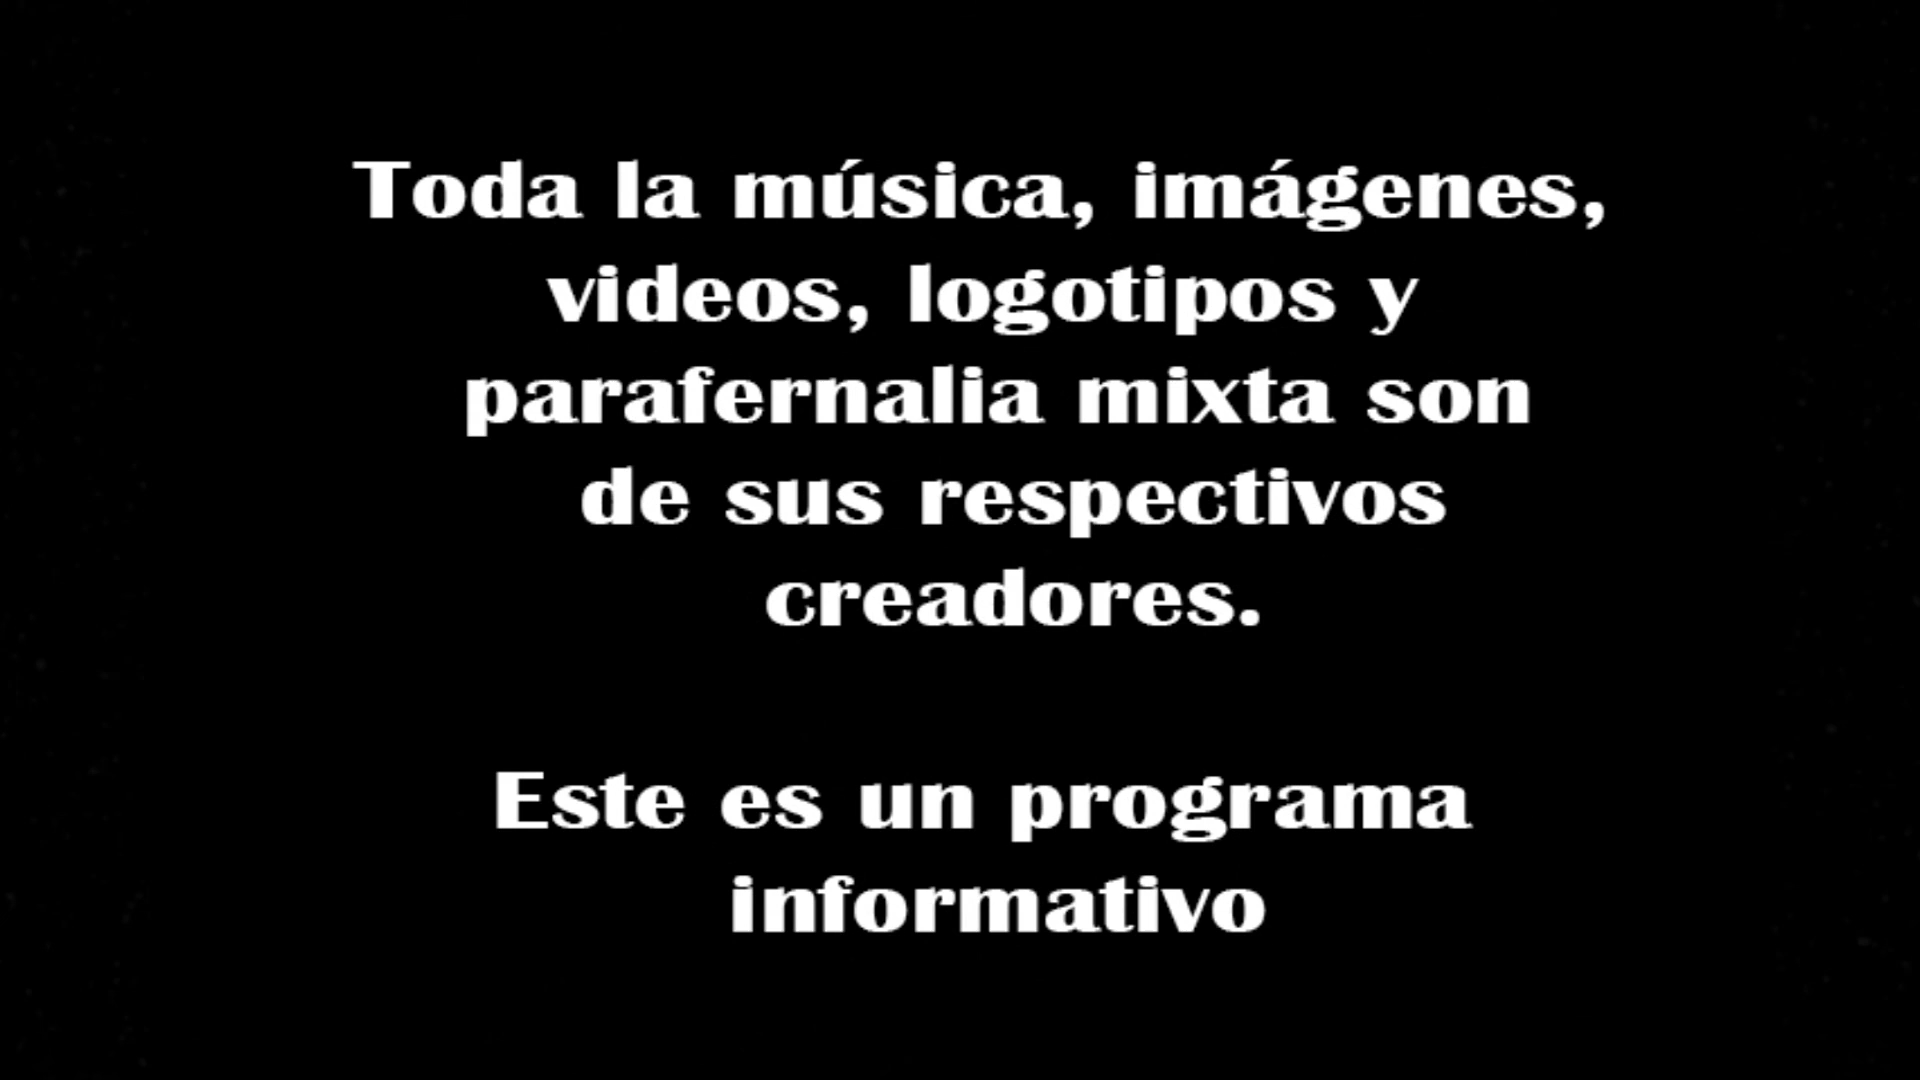 Toda la música, imágenes,
videos, logotipos y
parafernalia mixta son
de sus respectivos
creadores.
Este es un programa
informativo